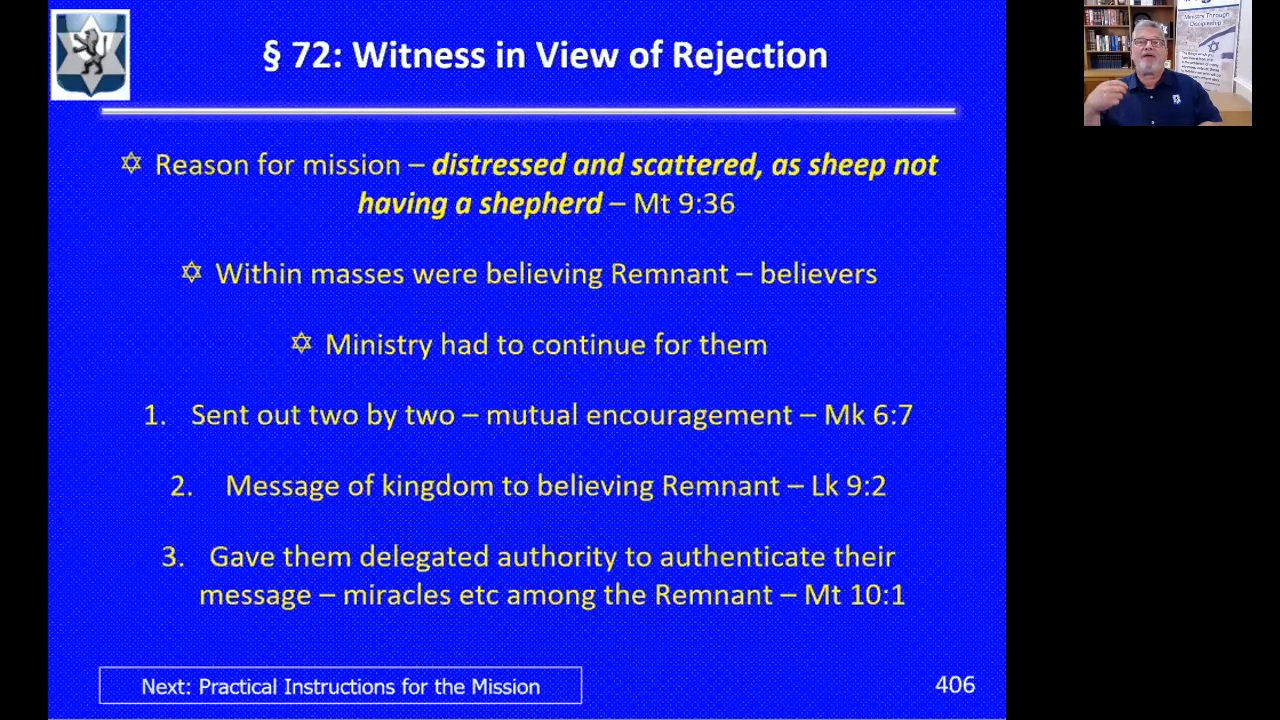 § 72: Witness in View of Rejection
✡ Reason for mission – distressed and scattered, as sheep not
having a shepherd – Mt 9:36
✡ Within masses were believing Remnant – believers
✡ Ministry had to continue for them
1. Sent out two by two – mutual encouragement – Mk 6:7
2. Message of kingdom to believing Remnant – Lk 9:2
3. Gave them delegated authority to authenticate their
message – miracles etc among the Remnant – Mt 10:1
Next: Practical Instructions for the Mission
406
Ministry Through
Discipleship